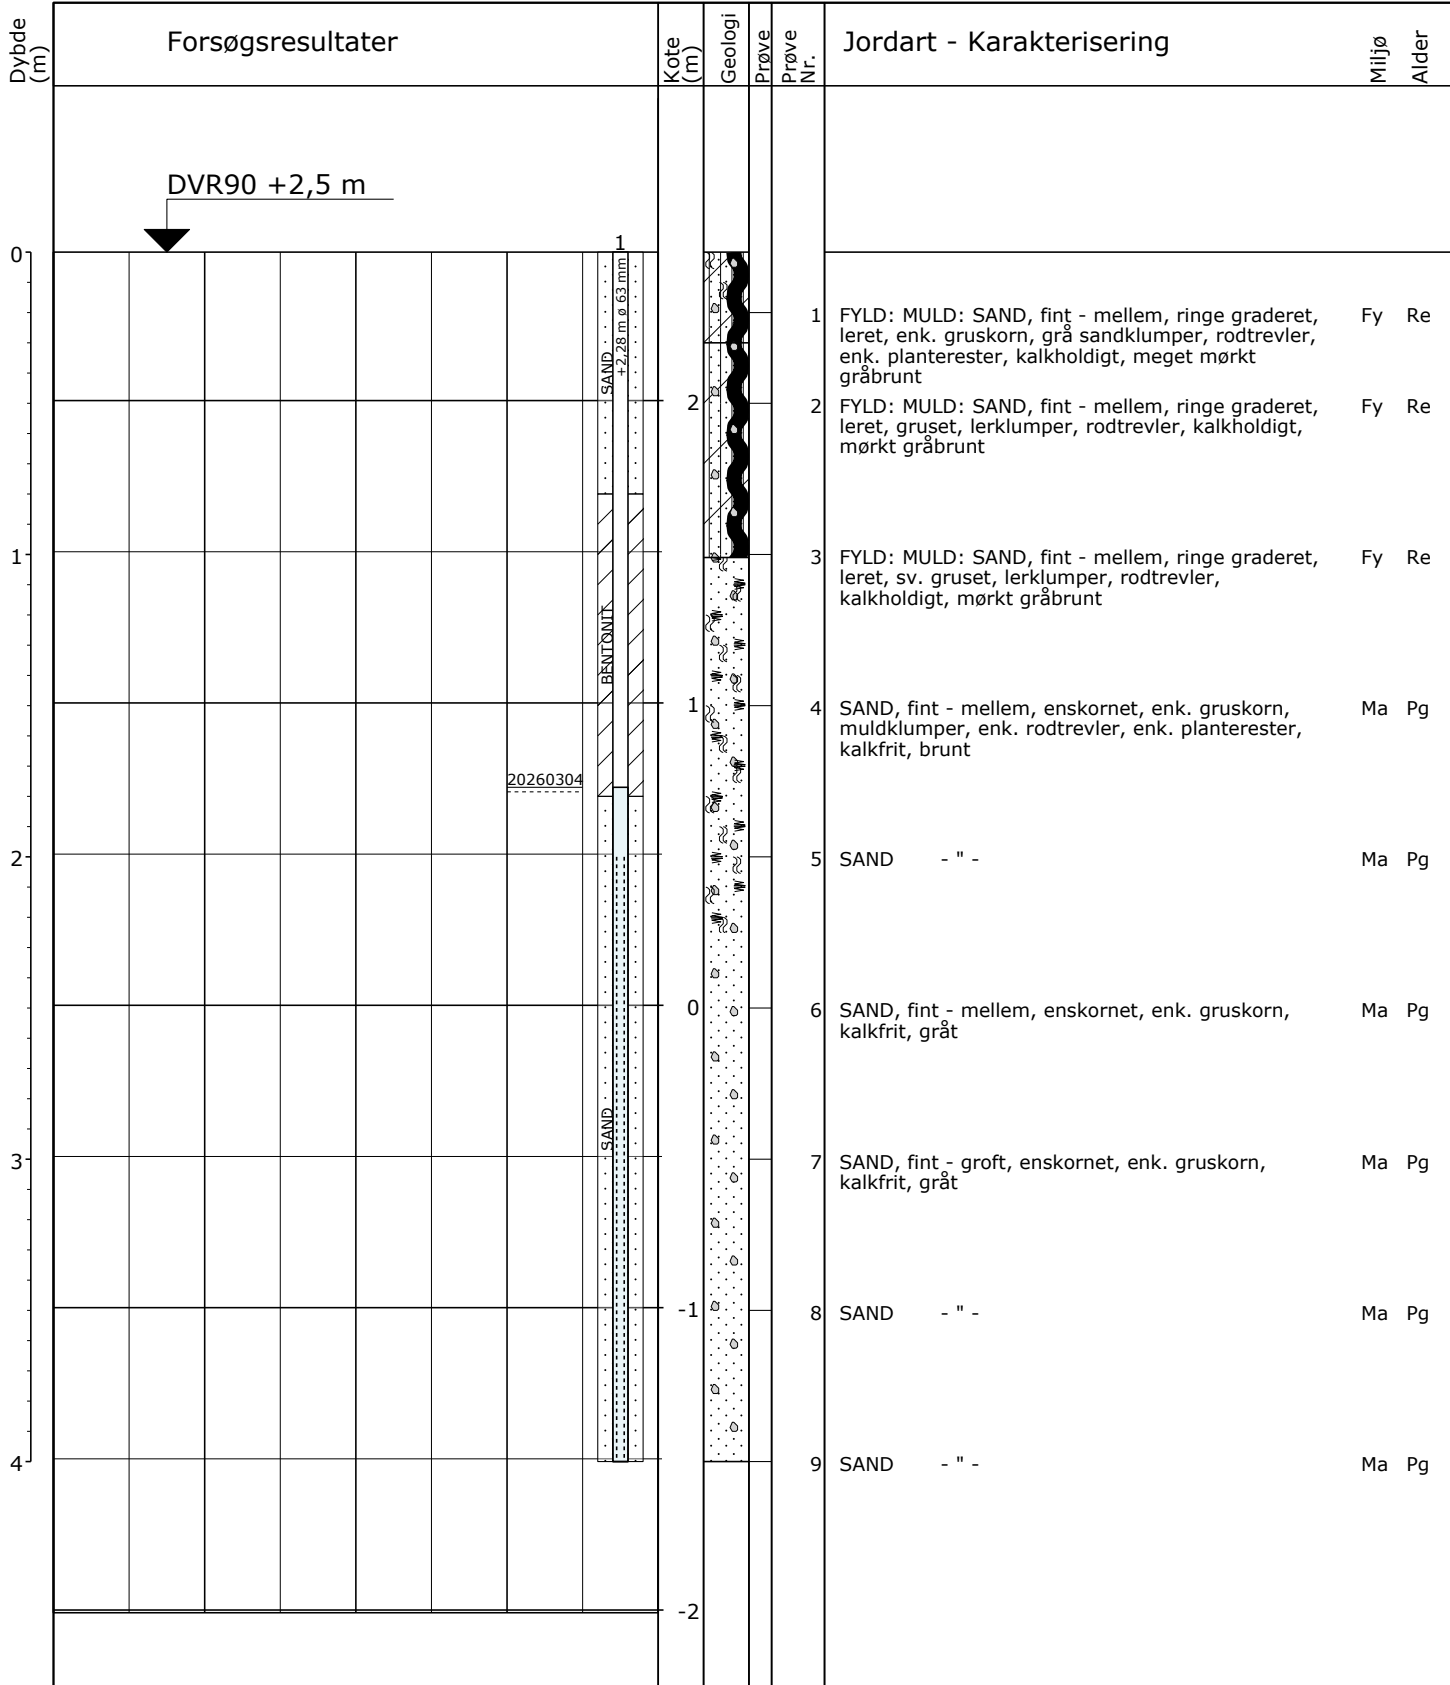 Dybde (m)
Forsøgsresultater
Kote (m)
Geologi
Prøve
Prøve Nr.
Jordart - Karakterisering
Miljø
Alder
DVR90 +2,5 m
1
+2,28 m ø 63 mm
SAND
BENTONIT
SAND
20260304
0
1
2
3
4
2
1
0
-1
-2
1 FYLD: MULD: SAND, fint - mellem, ringe graderet, Fy Re
leret, enk. gruskorn, grå sandklumper, rodtrevler,
enk. planterester, kalkholdigt, meget mørkt
gråbrunt
2 FYLD: MULD: SAND, fint - mellem, ringe graderet, Fy Re
leret, gruset, lerklumper, rodtrevler, kalkholdigt,
mørkt gråbrunt
3 FYLD: MULD: SAND, fint - mellem, ringe graderet, Fy Re
leret, sv. gruset, lerklumper, rodtrevler,
kalkholdigt, mørkt gråbrunt
4 SAND, fint - mellem, enskornet, enk. gruskorn, Ma Pg
muldklumper, enk. rodtrevler, enk. planterester,
kalkfrit, brunt
5 SAND - " - Ma Pg
6 SAND, fint - mellem, enskornet, enk. gruskorn, Ma Pg
kalkfrit, gråt
7 SAND, fint - groft, enskornet, enk. gruskorn, Ma Pg
kalkfrit, gråt
8 SAND - " - Ma Pg
9 SAND - " - Ma Pg